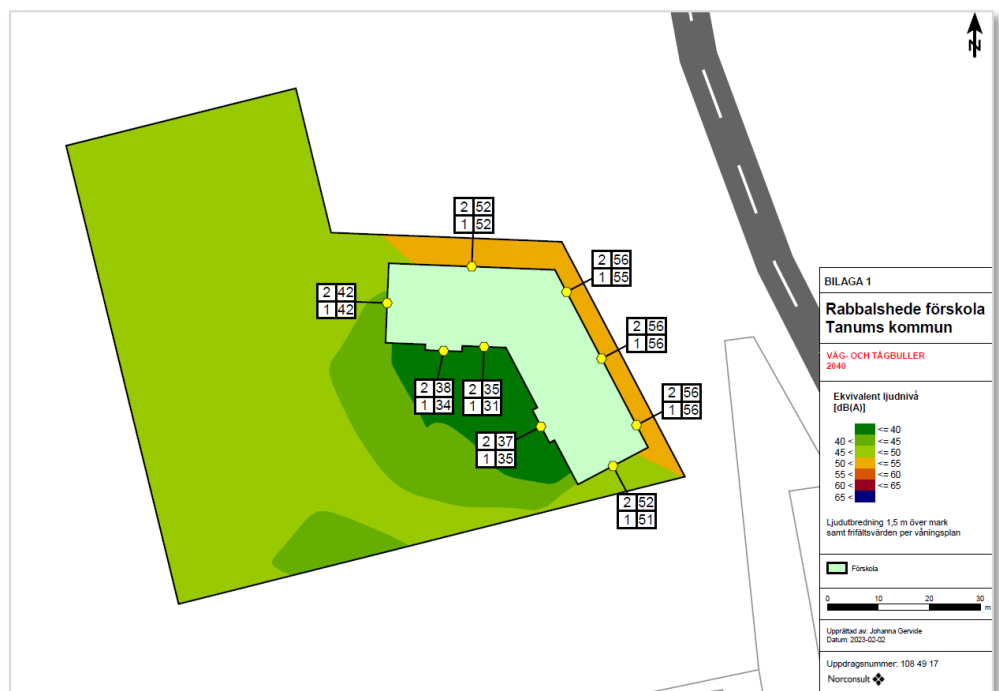 N
2 52
1 52
2 56
1 55
2 42
1 42
2 56
1 56
2 38
1 34
2 35
1 31
2 56
1 56
2 37
1 35
2 52
1 51
BILAGA 1
Rabbalshede förskola
Tanums kommun
VÄG- OCH TÅGBULLER
2040
Ekvivalent ljudnivå
[dB(A)]
<= 40
40 < <= 45
45 < <= 50
50 < <= 55
55 < <= 60
60 < <= 65
65 <
Ljudutbredning 1,5 m över mark
samt frifältsvärden per våningsplan
Förskola
0 10 20 30
m
Upprättad av: Johanna Gervide
Datum: 2023-02-02
Uppdragsnummer: 108 49 17
Norconsult